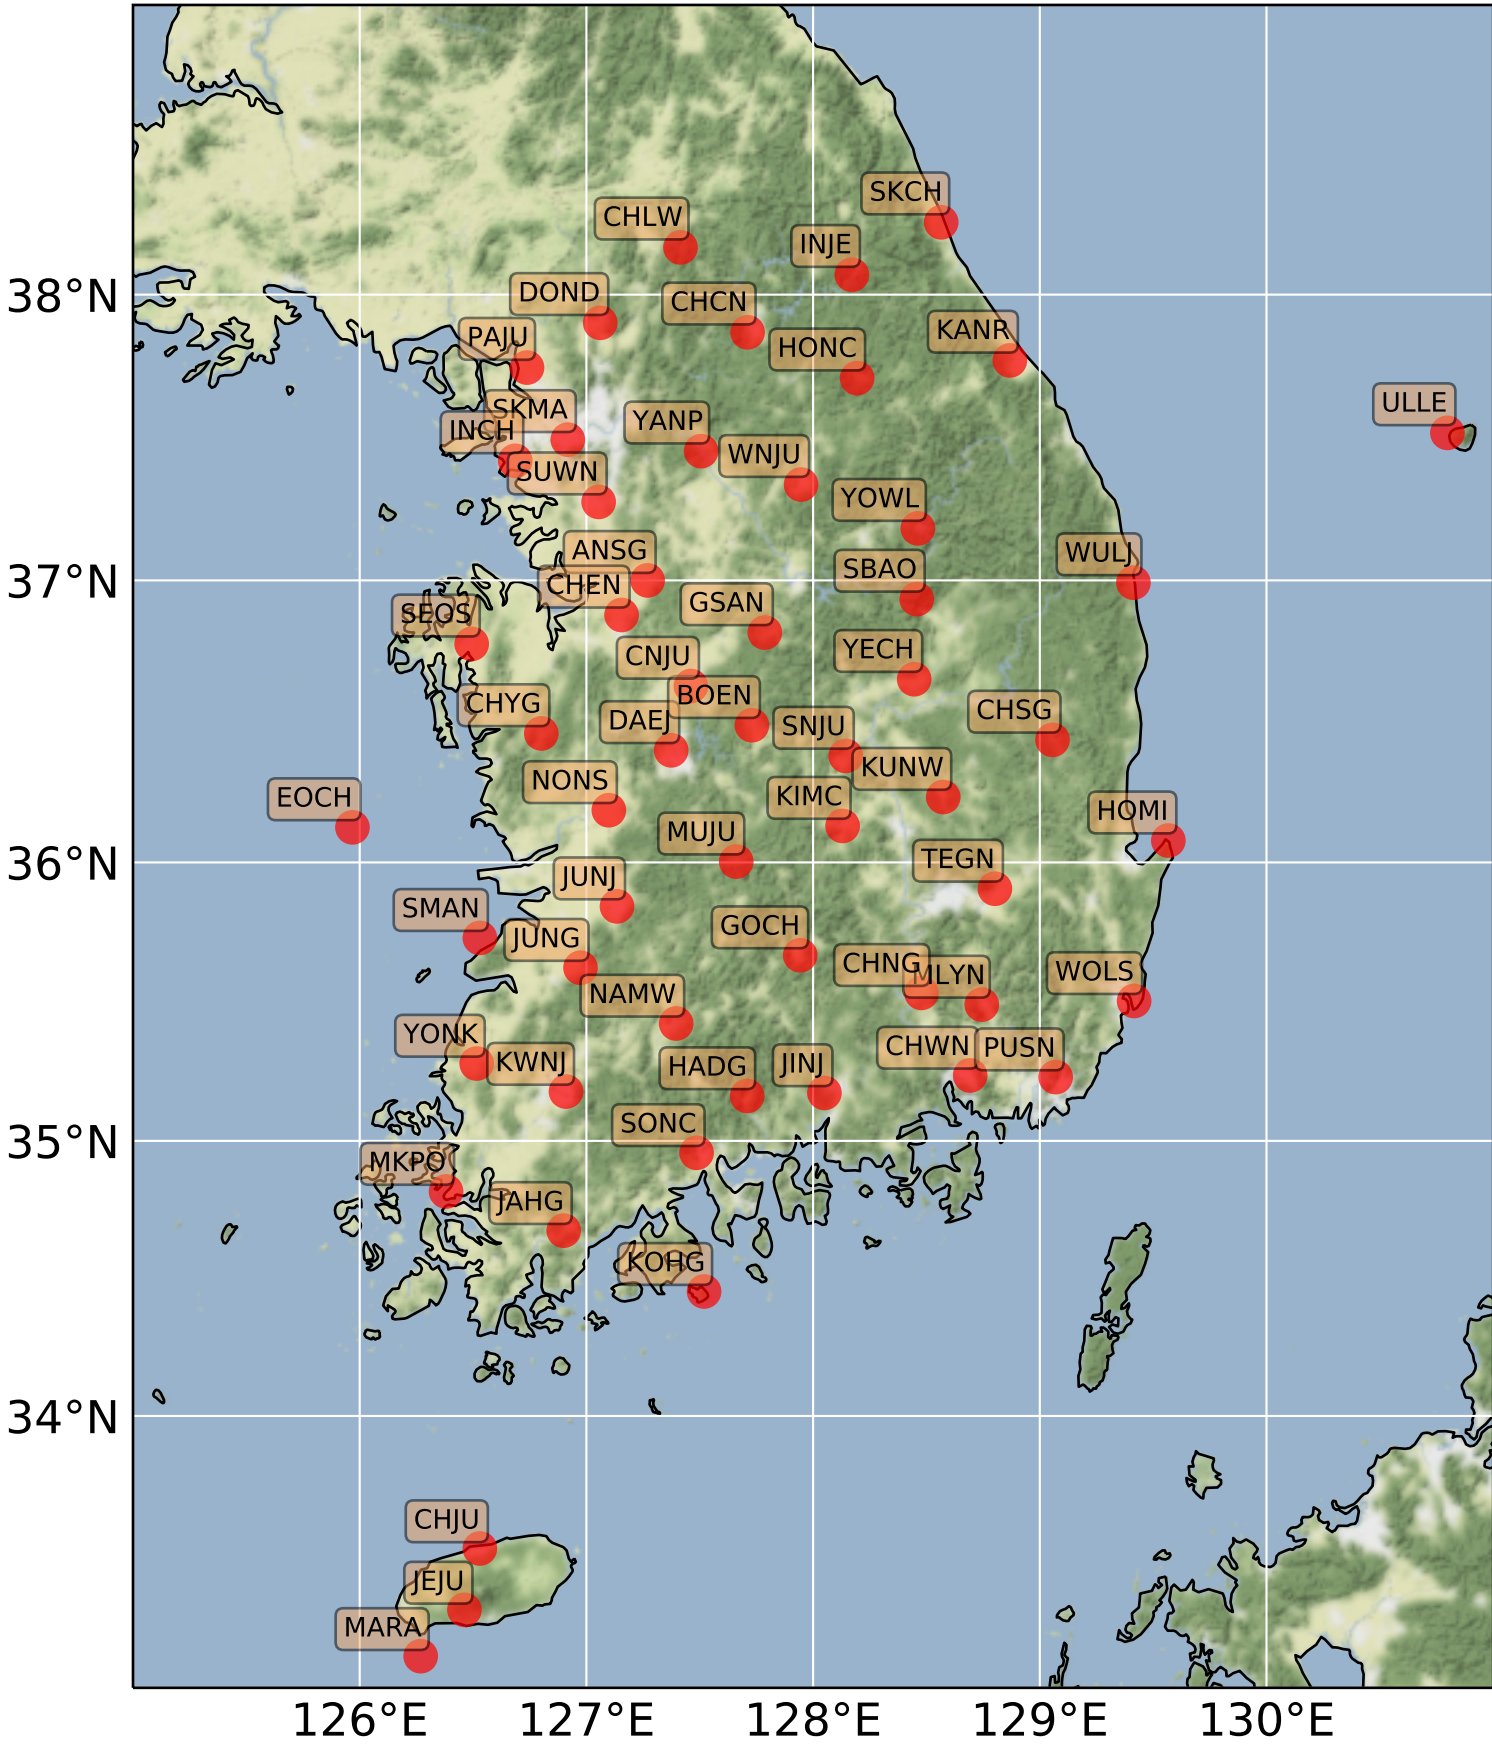 SKCH
CHLW
INJE
38°N
DOND
CHCN
KANR
PAJU
HONC
ULLE
SKMA
YANP
INCH
WNJU
SUWN
YOWL
ANSG
WULJ
37°N
CHEN
SBAO
GSAN
SEOS
CNJU
YECH
BOEN
CHYG
DAEJ
SNJU
CHSG
KUNW
NONS
EOCH
KIMC
HOMI
MUJU
36°N
TEGN
JUNJ
SMAN
GOCH
JUNG
CHNG
MLYN
WOLS
NAMW
YONK
CHWN
PUSN
KWNJ
HADG
JINJ
SONC
35°N
MKPO
JAHG
KOHG
34°N
CHJU
JEJU
MARA
126°E 127°E 128°E 129°E 130°E